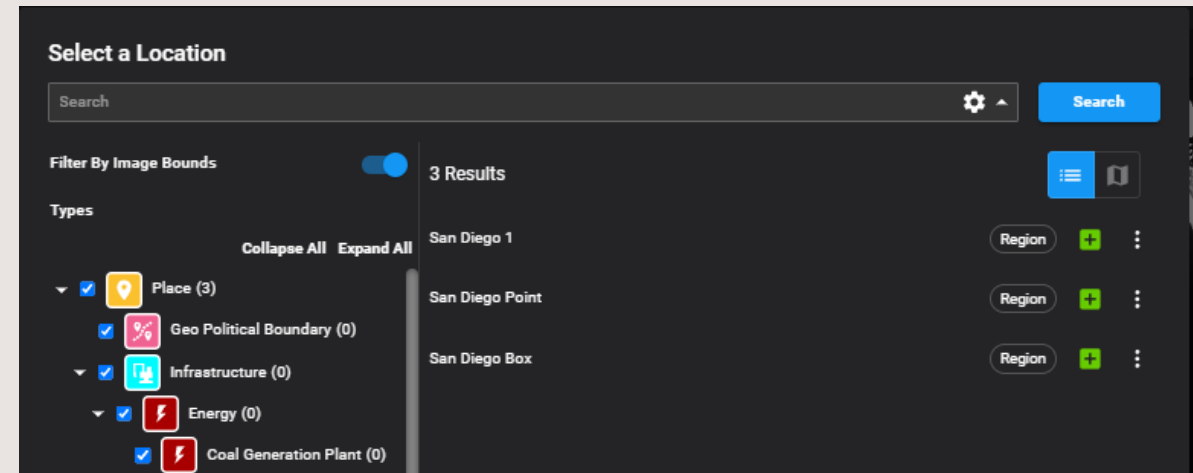 Select a Location
Search
Search
Filter By Image Bounds
Types
Collapse All Expand All
Place (3)
Geo Political Boundary (0)
Infrastructure (0)
Energy (0)
Coal Generation Plant (0)
3 Results
San Diego 1 Region
San Diego Point Region
San Diego Box Region